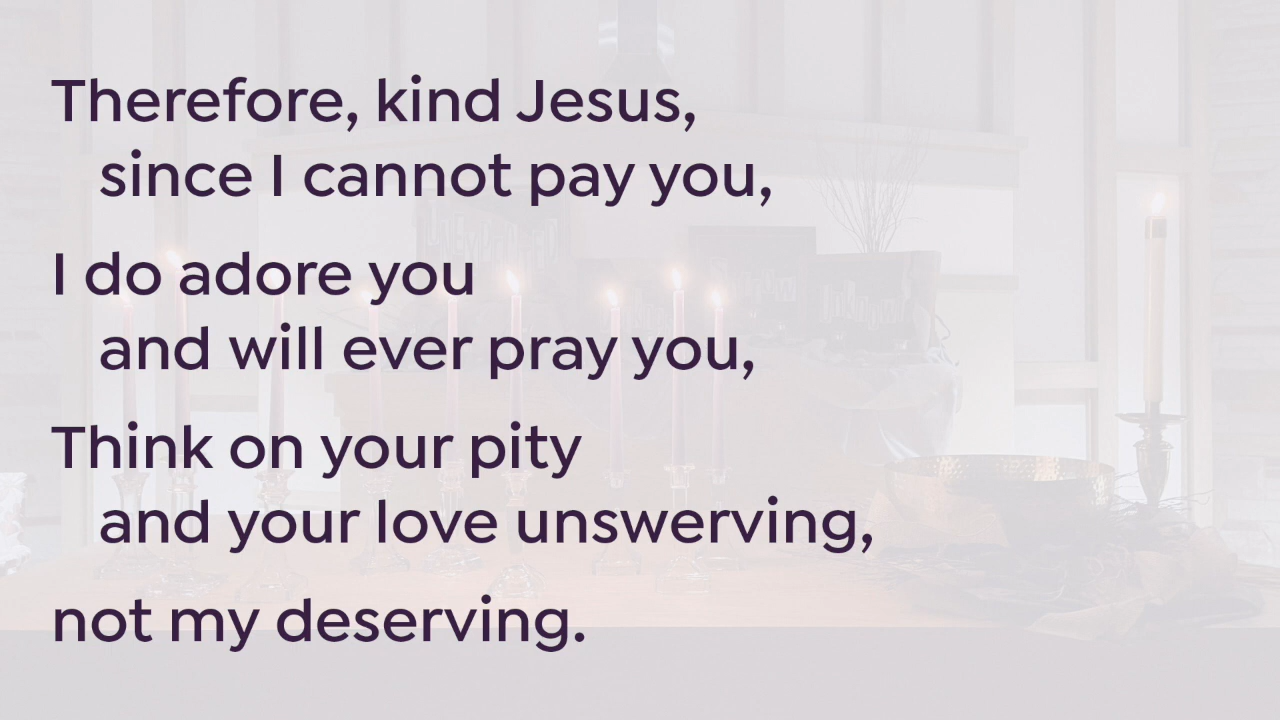 Therefore, kind Jesus,
since I cannot pay you,
I do adore you
and will ever pray you,
Think on your pity
and your love unswerving,
not my deserving.